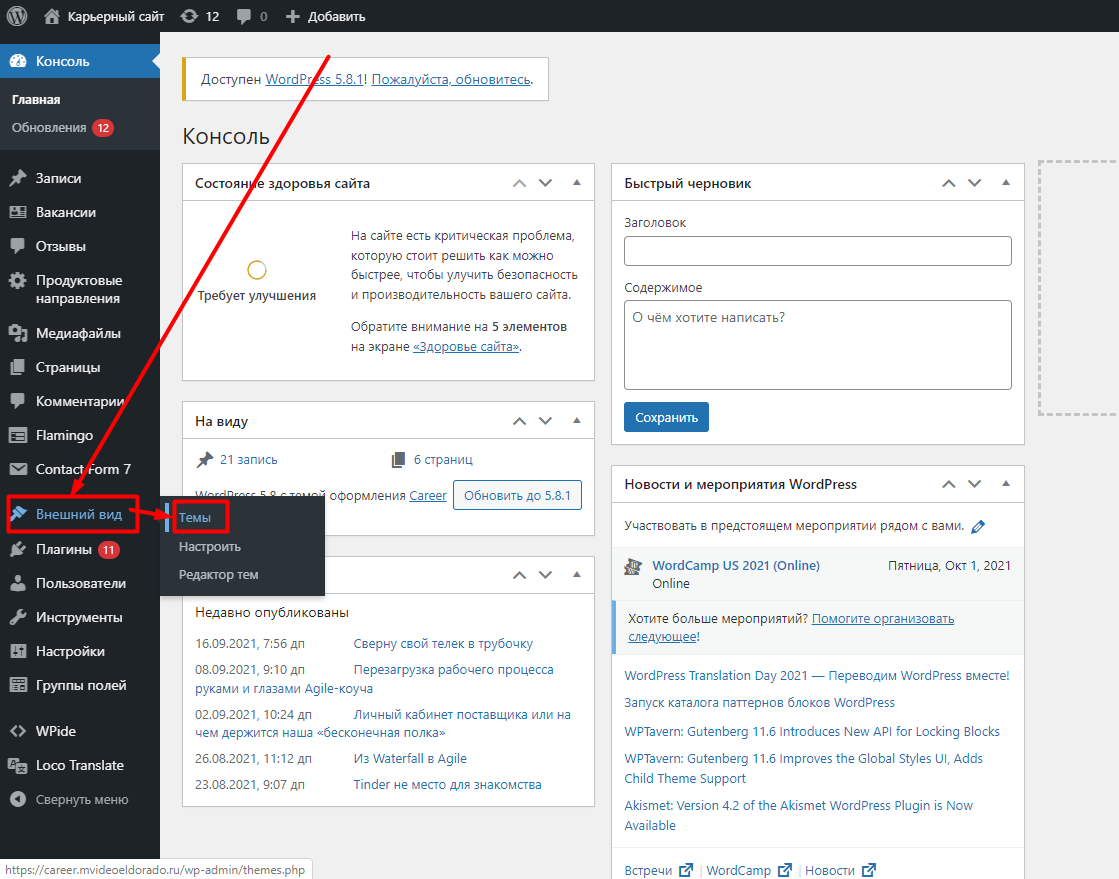 Карьерный сайт
12
0
Добавить
Консоль
Главная
Обновления 12
Записи
Вакансии
Отзывы
Продуктовые
направления
Медиафайлы
Страницы
Комментарии
Flamingo
Contact Form 7
Внешний вид
Плагины 11
Пользователи
Инструменты
Настройки
Группы полей
WPide
Loco Translate
Свернуть меню
Темы
Настроить
Редактор тем
Доступен WordPress 5.8.1! Пожалуйста, обновитесь.
Консоль
Состояние здоровья сайта
Требует улучшения
На сайте есть критическая проблема,
которую стоит решить как можно
быстрее, чтобы улучшить безопасность
и производительность вашего сайта.
Обратите внимание на 5 элементов
на экране «Здоровье сайта».
На виду
21 запись
6 страниц
WordPress 5.8 с темой оформления Career
Обновить до 5.8.1
Недавно опубликованы
16.09.2021, 7:56 дп Сверну свой телек в трубочку
08.09.2021, 9:10 дп Перезагрузка рабочего процесса
руками и глазами Agile-коуча
02.09.2021, 10:24 дп Личный кабинет поставщика или на
чем держится наша «бесконечная полка»
26.08.2021, 11:12 дп Из Waterfall в Agile
23.08.2021, 9:07 дп Tinder не место для знакомства
Быстрый черновик
Заголовок
Содержимое
О чём хотите написать?
Сохранить
Новости и мероприятия WordPress
Участвовать в предстоящем мероприятии рядом с вами.
WordCamp US 2021 (Online) Пятница, Окт 1, 2021
Online
Хотите больше мероприятий? Помогите организовать
следующее!
WordPress Translation Day 2021 — Переводим WordPress вместе!
Запуск каталога паттернов блоков WordPress
WPTavern: Gutenberg 11.6 Introduces New API for Locking Blocks
WPTavern: Gutenberg 11.6 Improves the Global Styles UI, Adds
Child Theme Support
Akismet: Version 4.2 of the Akismet WordPress Plugin is Now
Available
Встречи | WordCamp | Новости
https://career.mvideoeldorado.ru/wp-admin/themes.php